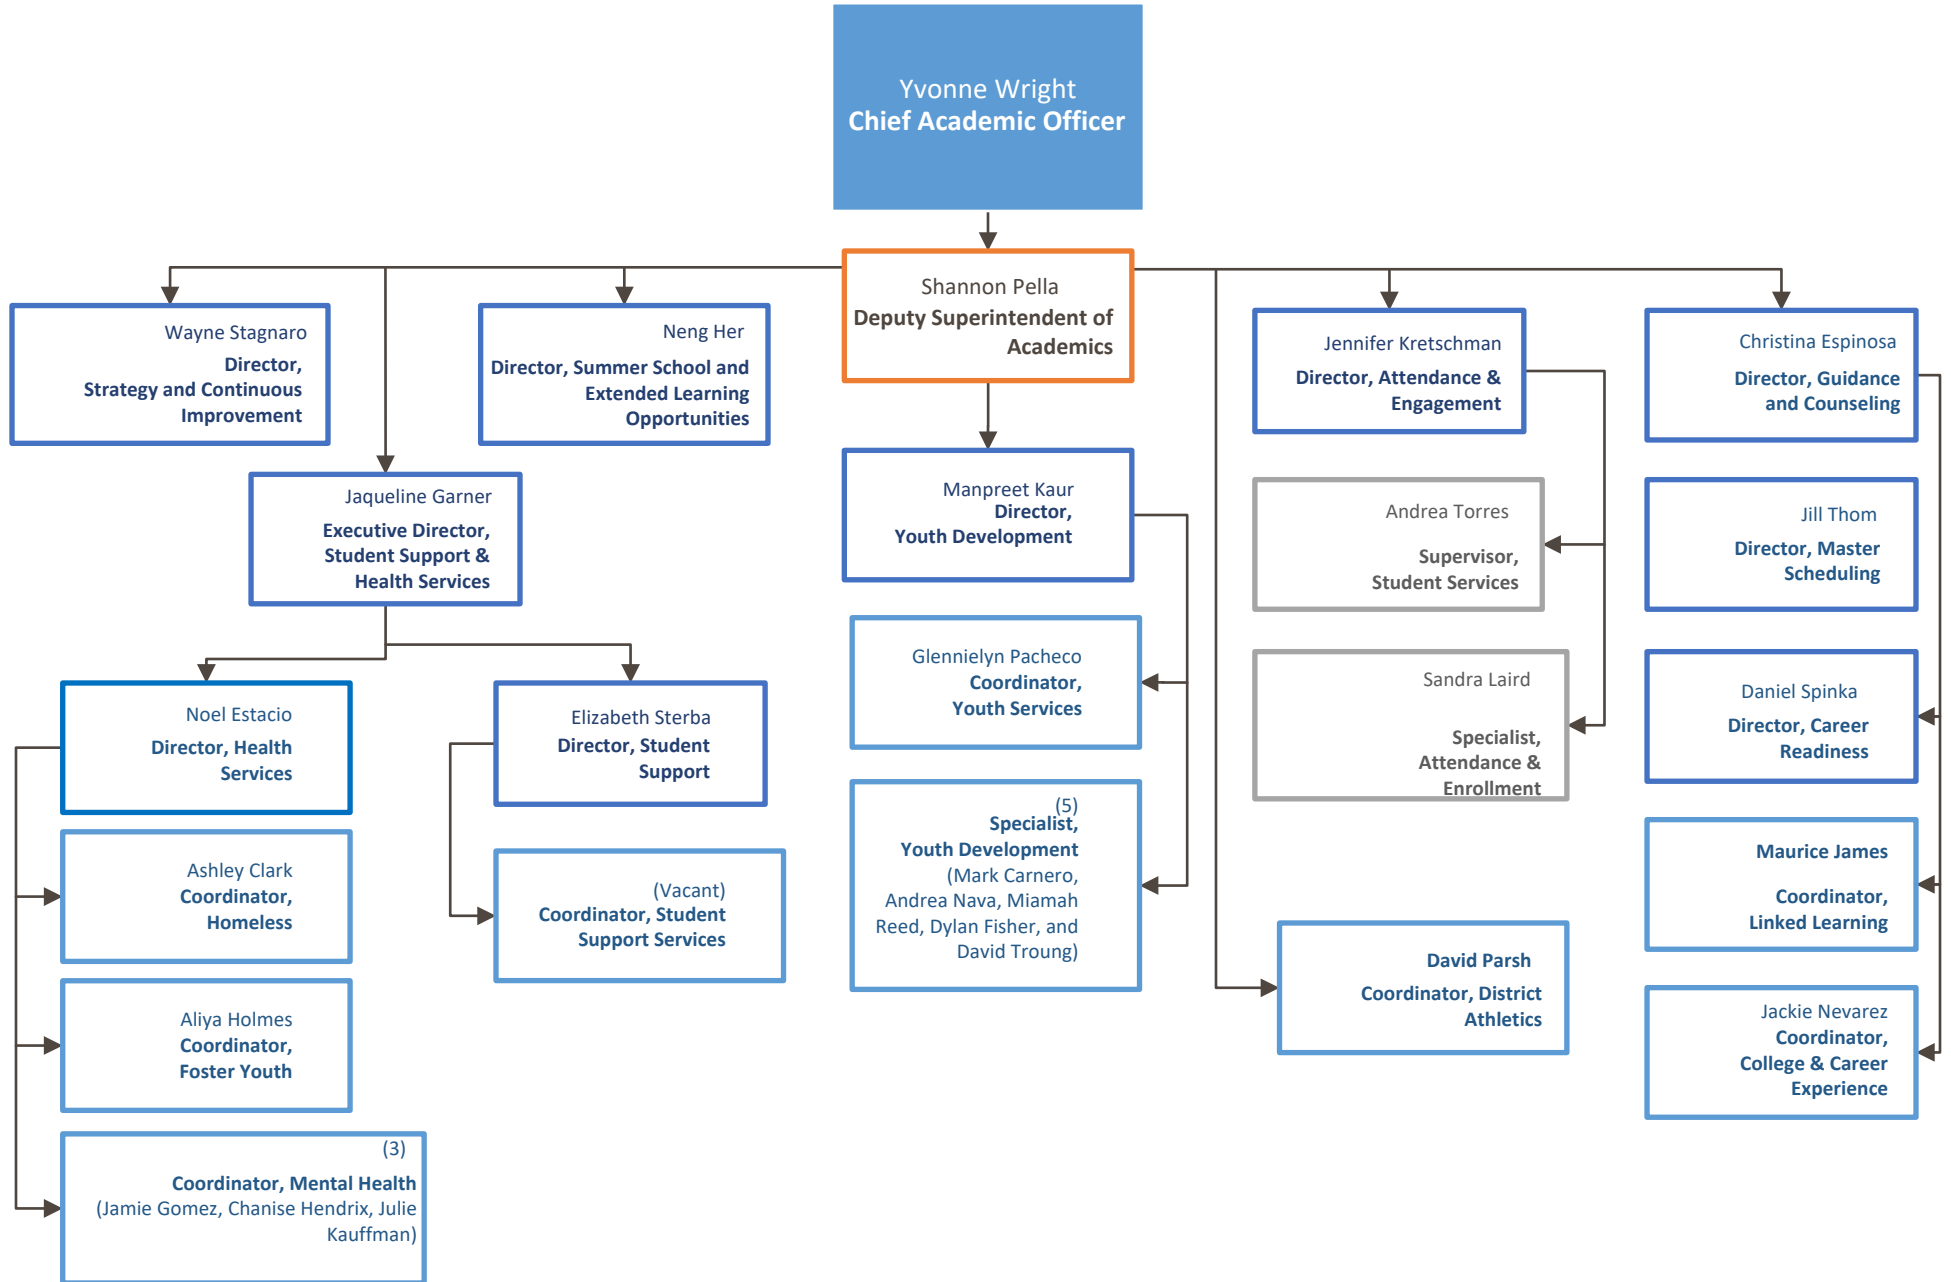 Yvonne Wright
Chief Academic Officer
Shannon Pella
Deputy Superintendent of
Academics
Wayne Stagnaro
Director,
Strategy and Continuous
Improvement
Neng Her
Director, Summer School and
Extended Learning
Opportunities
Jennifer Kretschman
Director, Attendance &
Engagement
Christina Espinosa
Director, Guidance
and Counseling
Jaqueline Garner
Executive Director,
Student Support &
Health Services
Manpreet Kaur
Director,
Youth Development
Andrea Torres
Supervisor,
Student Services
Jill Thom
Director, Master
Scheduling
Glennielyn Pacheco
Coordinator,
Youth Services
Sandra Laird
Specialist,
Attendance &
Enrollment
Daniel Spinka
Director, Career
Readiness
Noel Estacio
Director, Health
Services
Elizabeth Sterba
Director, Student
Support
(5)
Specialist,
Youth Development
(Mark Carnero,
Andrea Nava, Miamah
Reed, Dylan Fisher, and
David Troung)
Maurice James
Coordinator,
Linked Learning
Ashley Clark
Coordinator,
Homeless
(Vacant)
Coordinator, Student
Support Services
David Parsh
Coordinator, District
Athletics
Aliya Holmes
Coordinator,
Foster Youth
Jackie Nevarez
Coordinator,
College & Career
Experience
(3)
Coordinator, Mental Health
(Jamie Gomez, Chanise Hendrix, Julie
Kauffman)